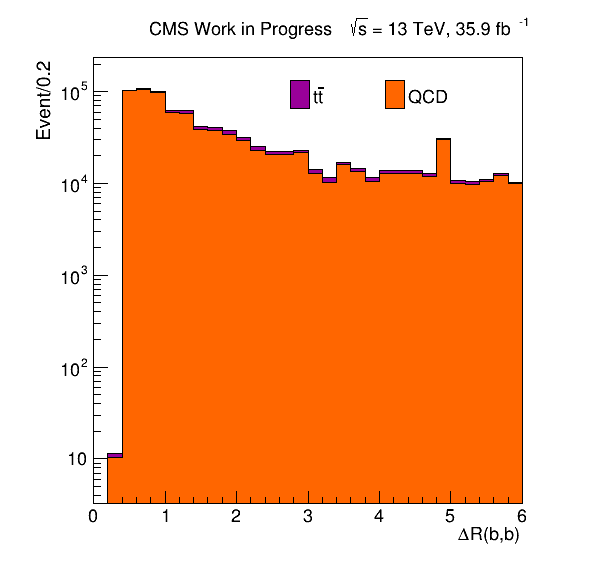 CMS Work in Progress √s = 13 TeV, 35.9 fb⁻¹
Event/0.2
tt̄ QCD
10⁵
10⁴
10³
10²
10
0 1 2 3 4 5 6
ΔR(b,b)